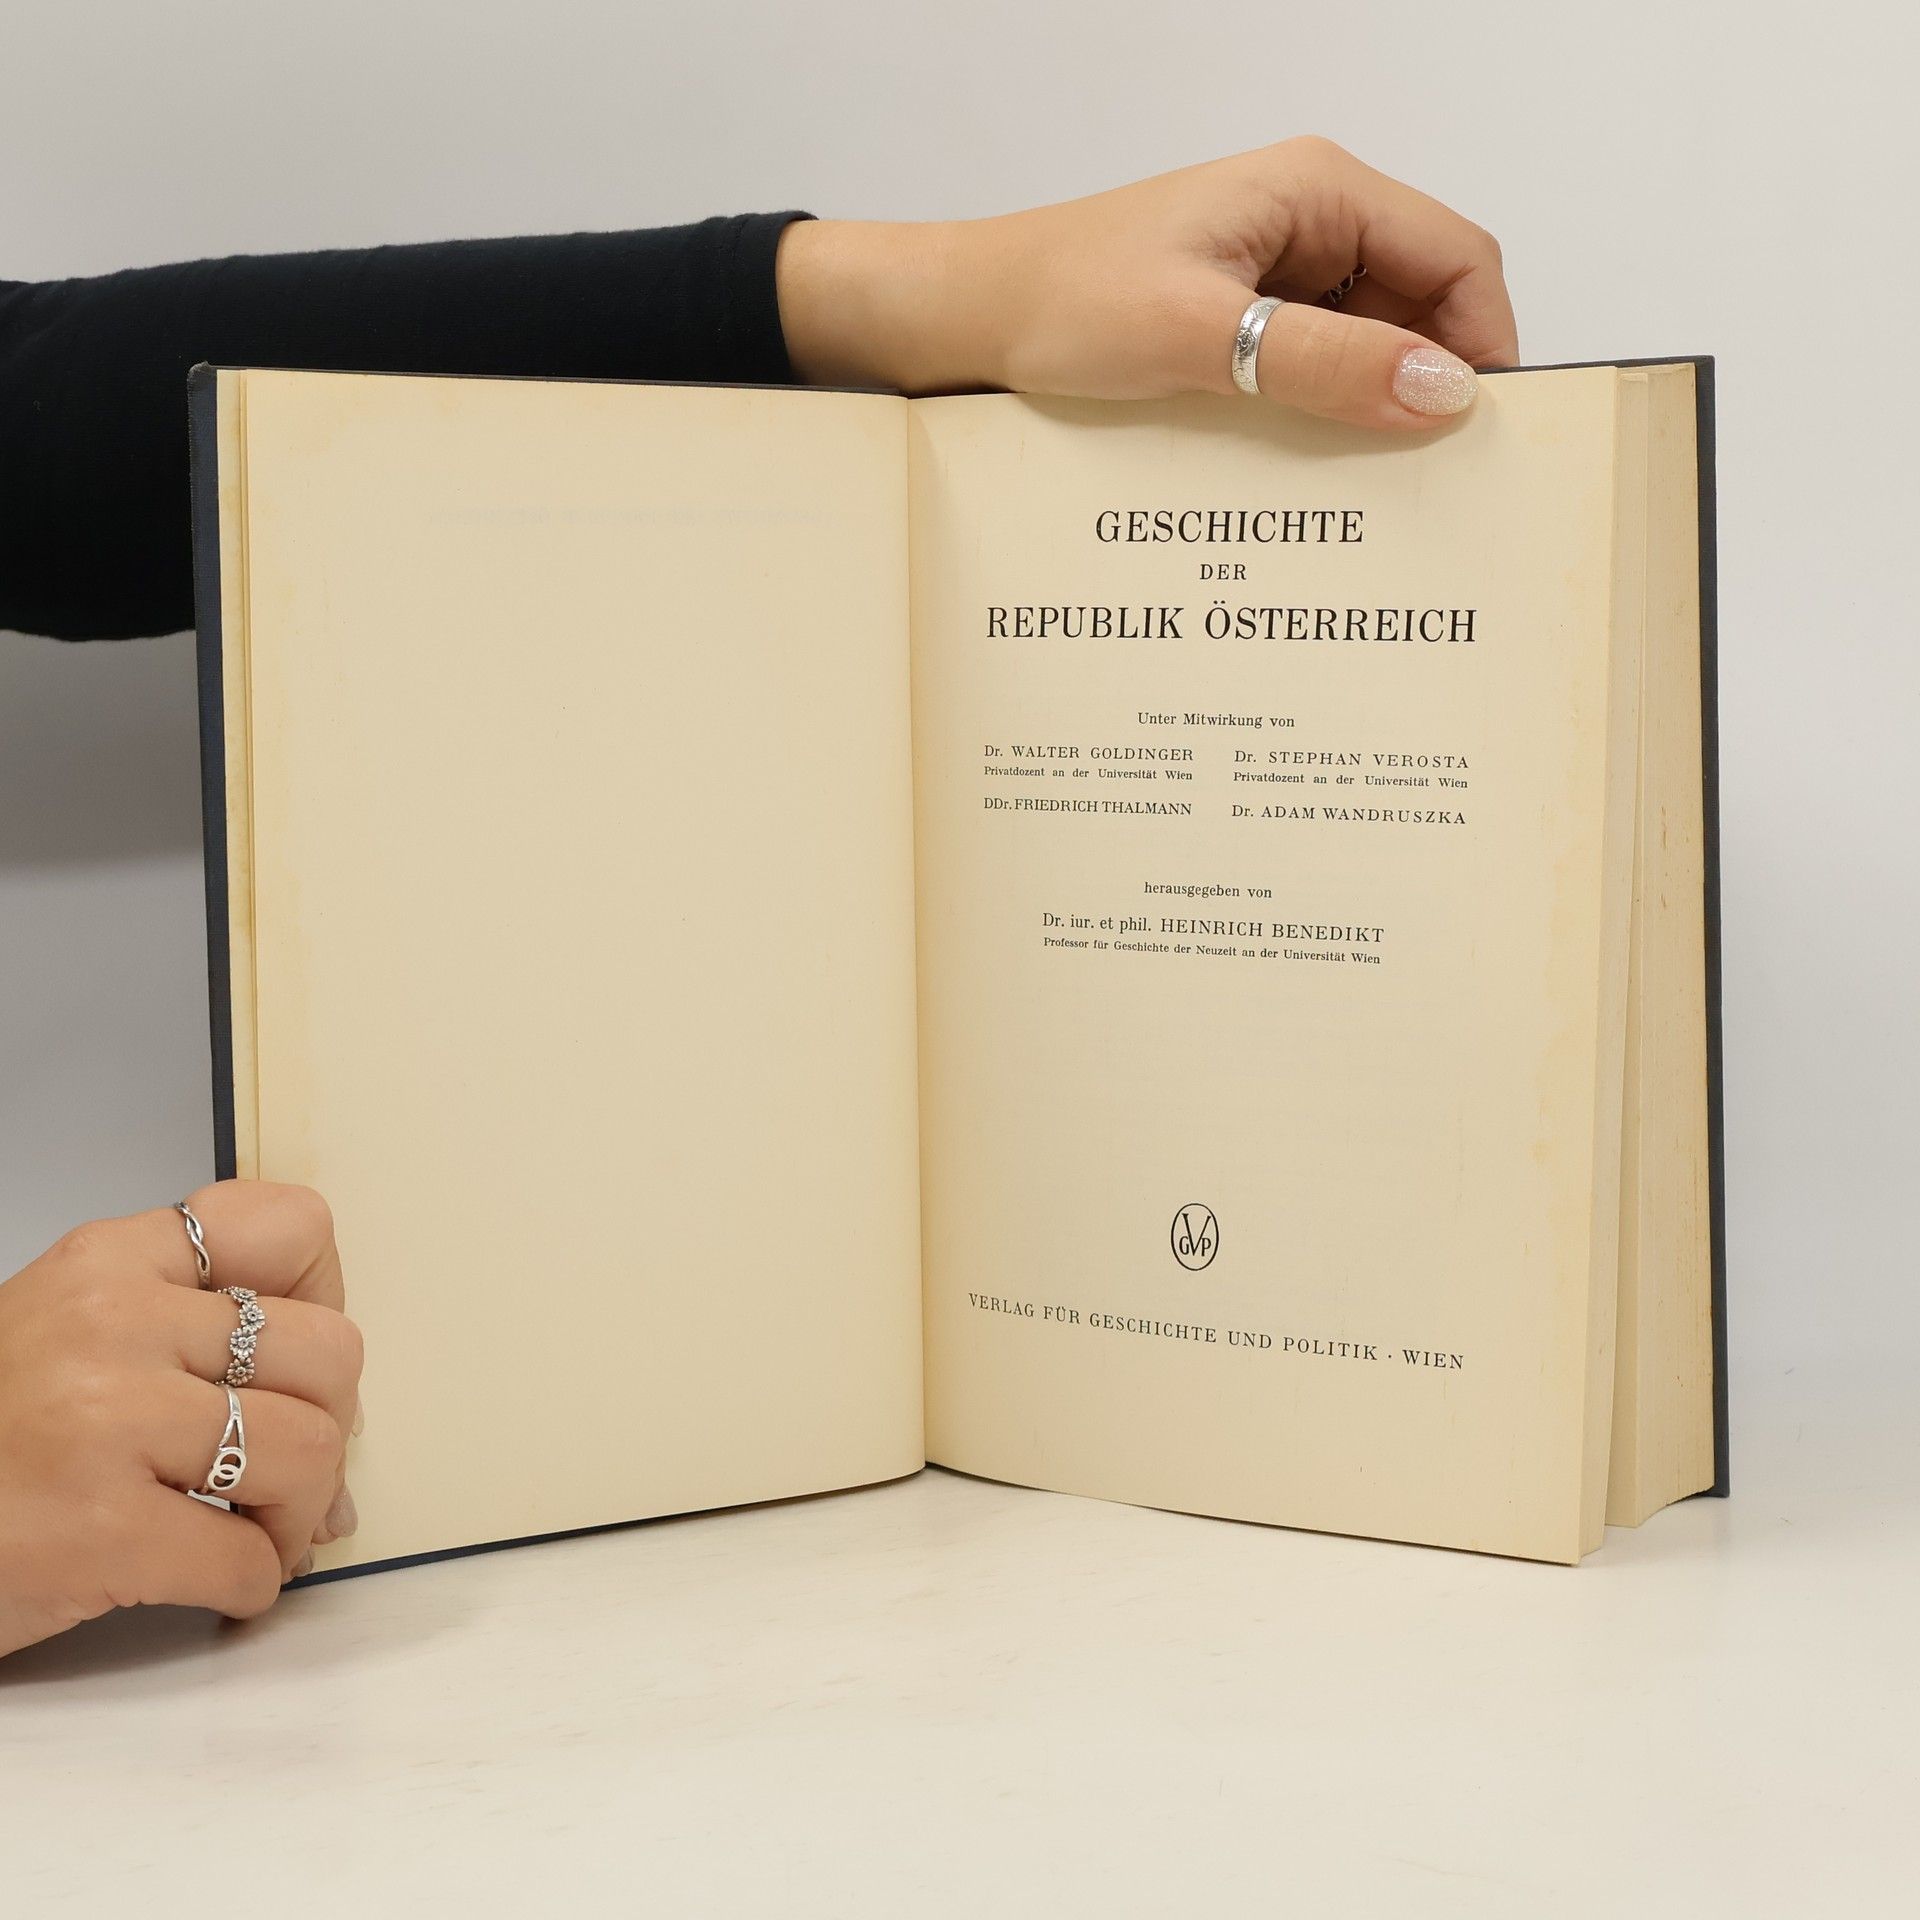 GESCHICHTE
DER
REPUBLIK ÖSTERREICH
Unter Mitwirkung von
Dr. WALTER GOLDINGER
Privatdozent an der Universität Wien
Dr. STEPHAN VEROSTA
Privatdozent an der Universität Wien
DDr. FRIEDRICH THALMANN
Dr. ADAM WANDRUSZKA
herausgegeben von
Dr. iur. et phil. HEINRICH BENEDIKT
Professor für Geschichte der Neuzeit an der Universität Wien
GVP
VERLAG FÜR GESCHICHTE UND POLITIK · WIEN